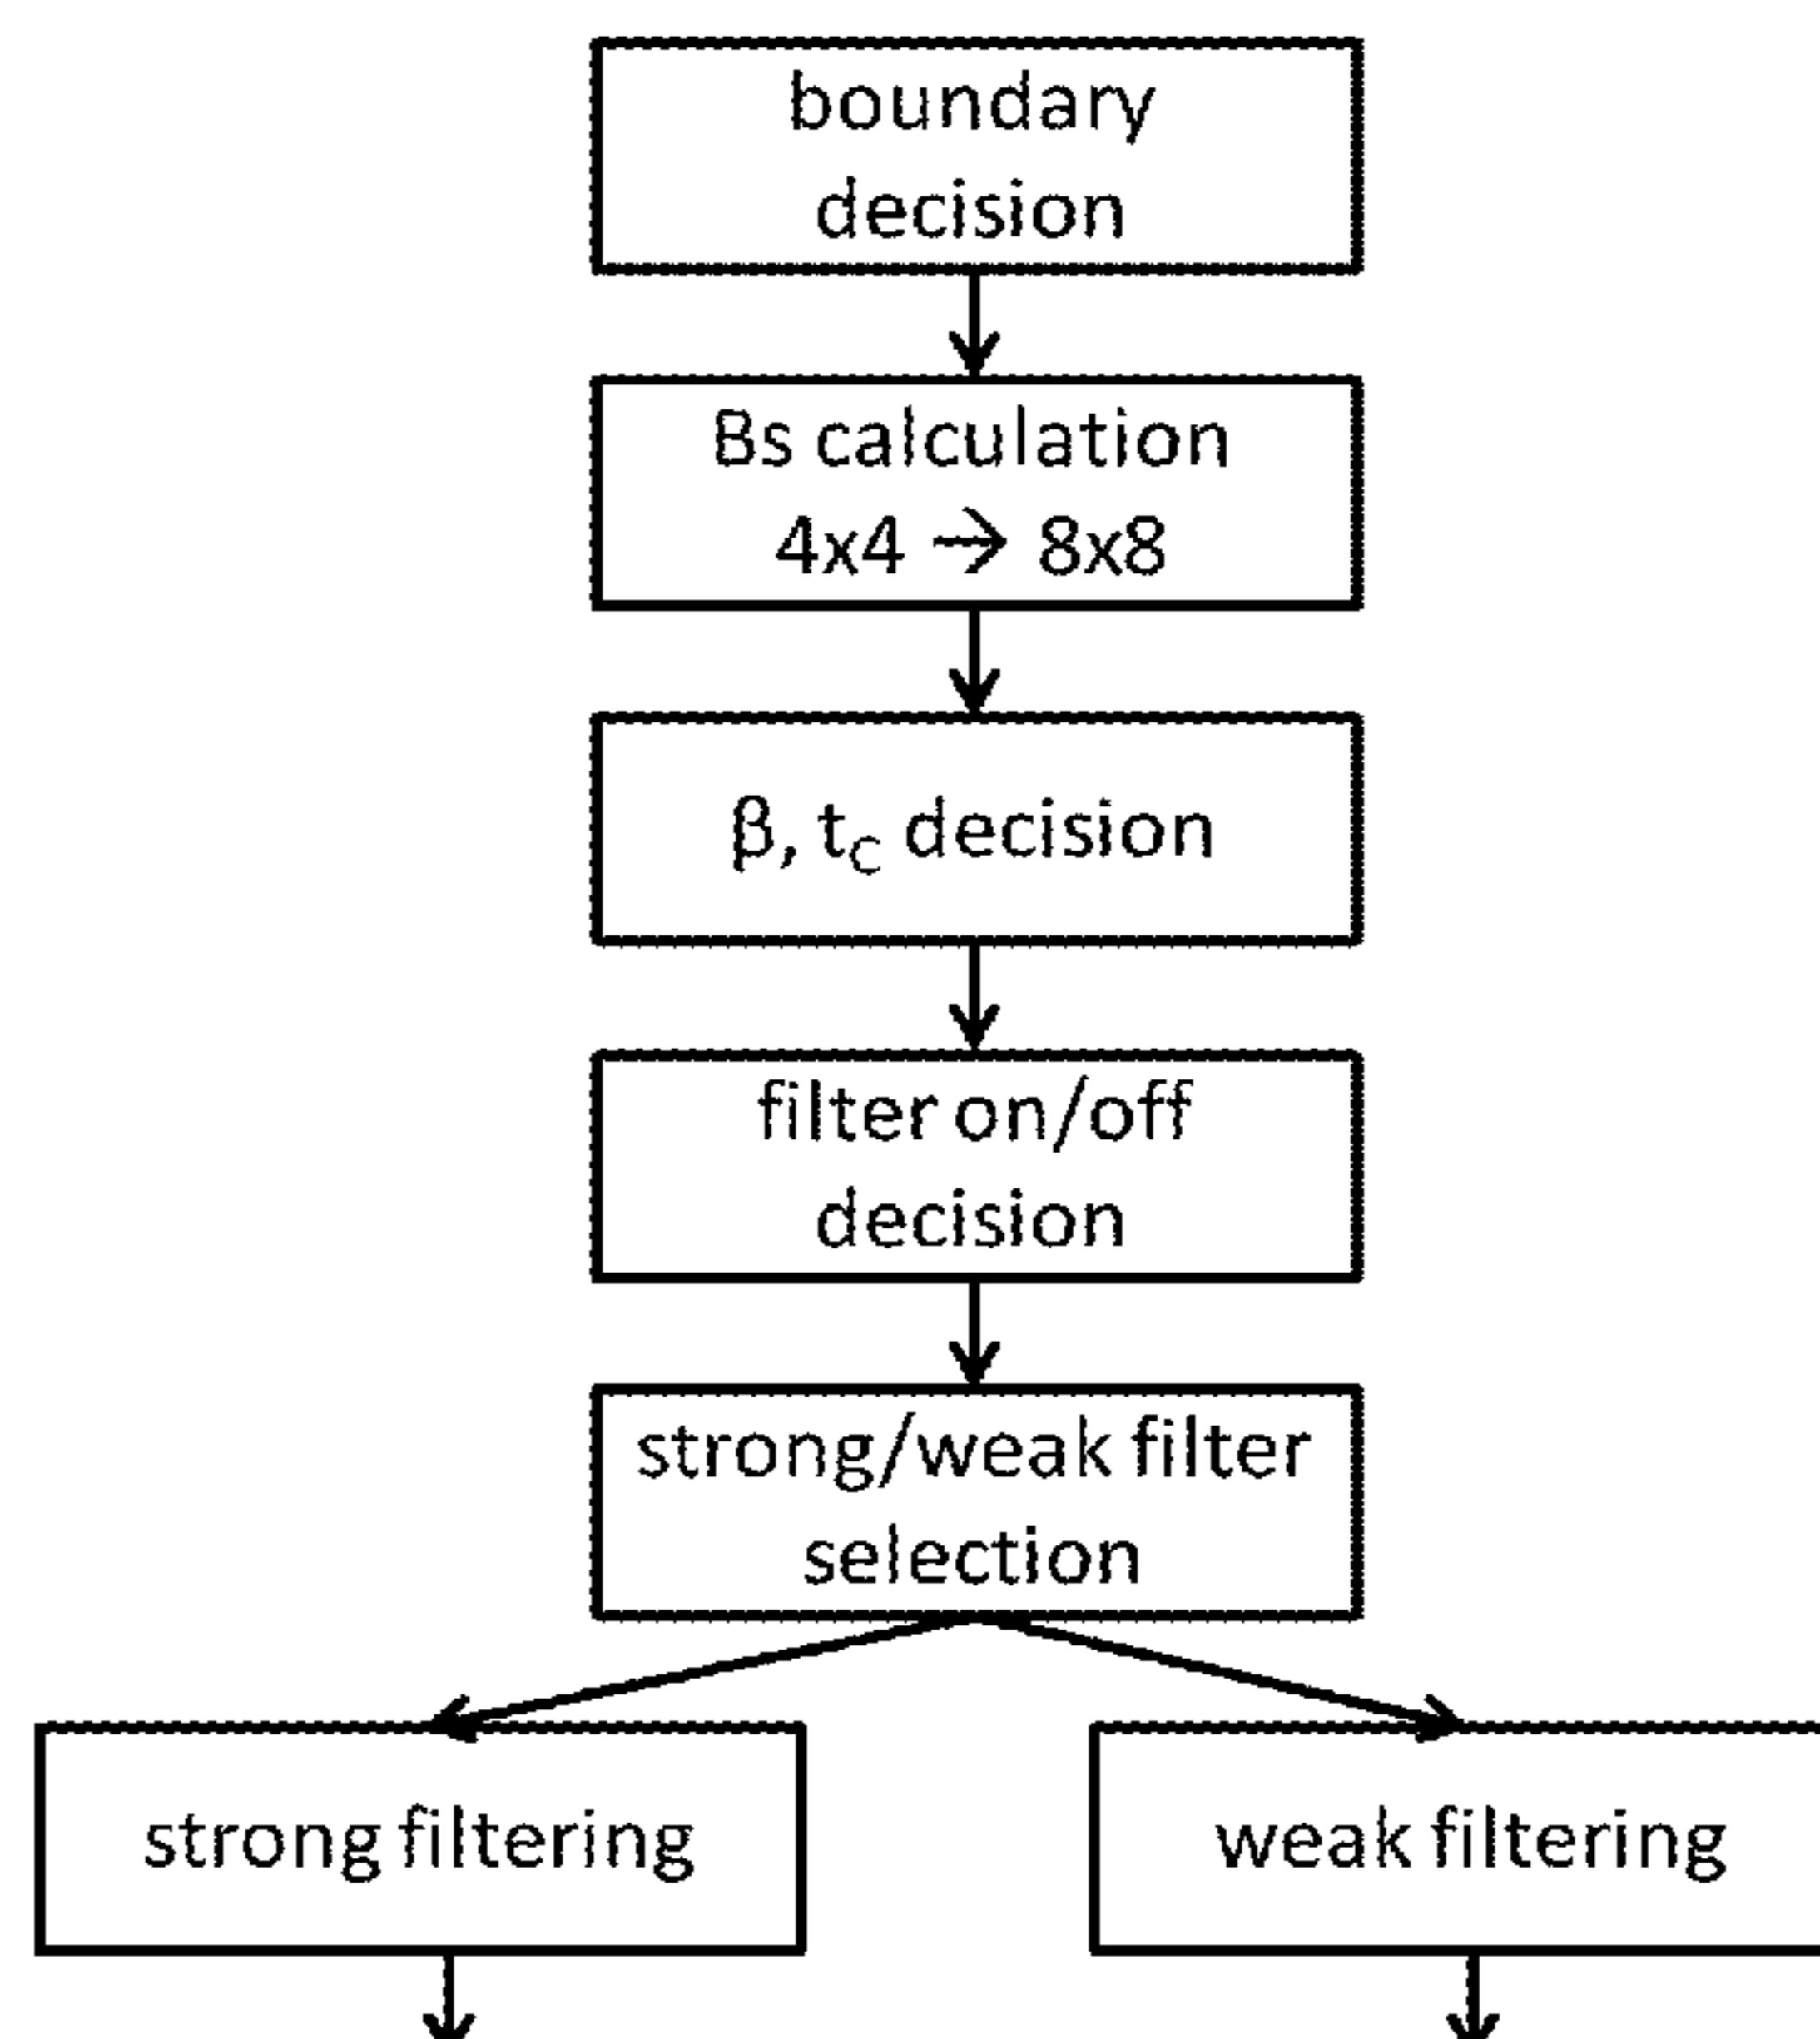 boundary
decision
Bs calculation
4x4 → 8x8
β, t_C decision
filter on/off
decision
strong/weak filter
selection
strong filtering
weak filtering